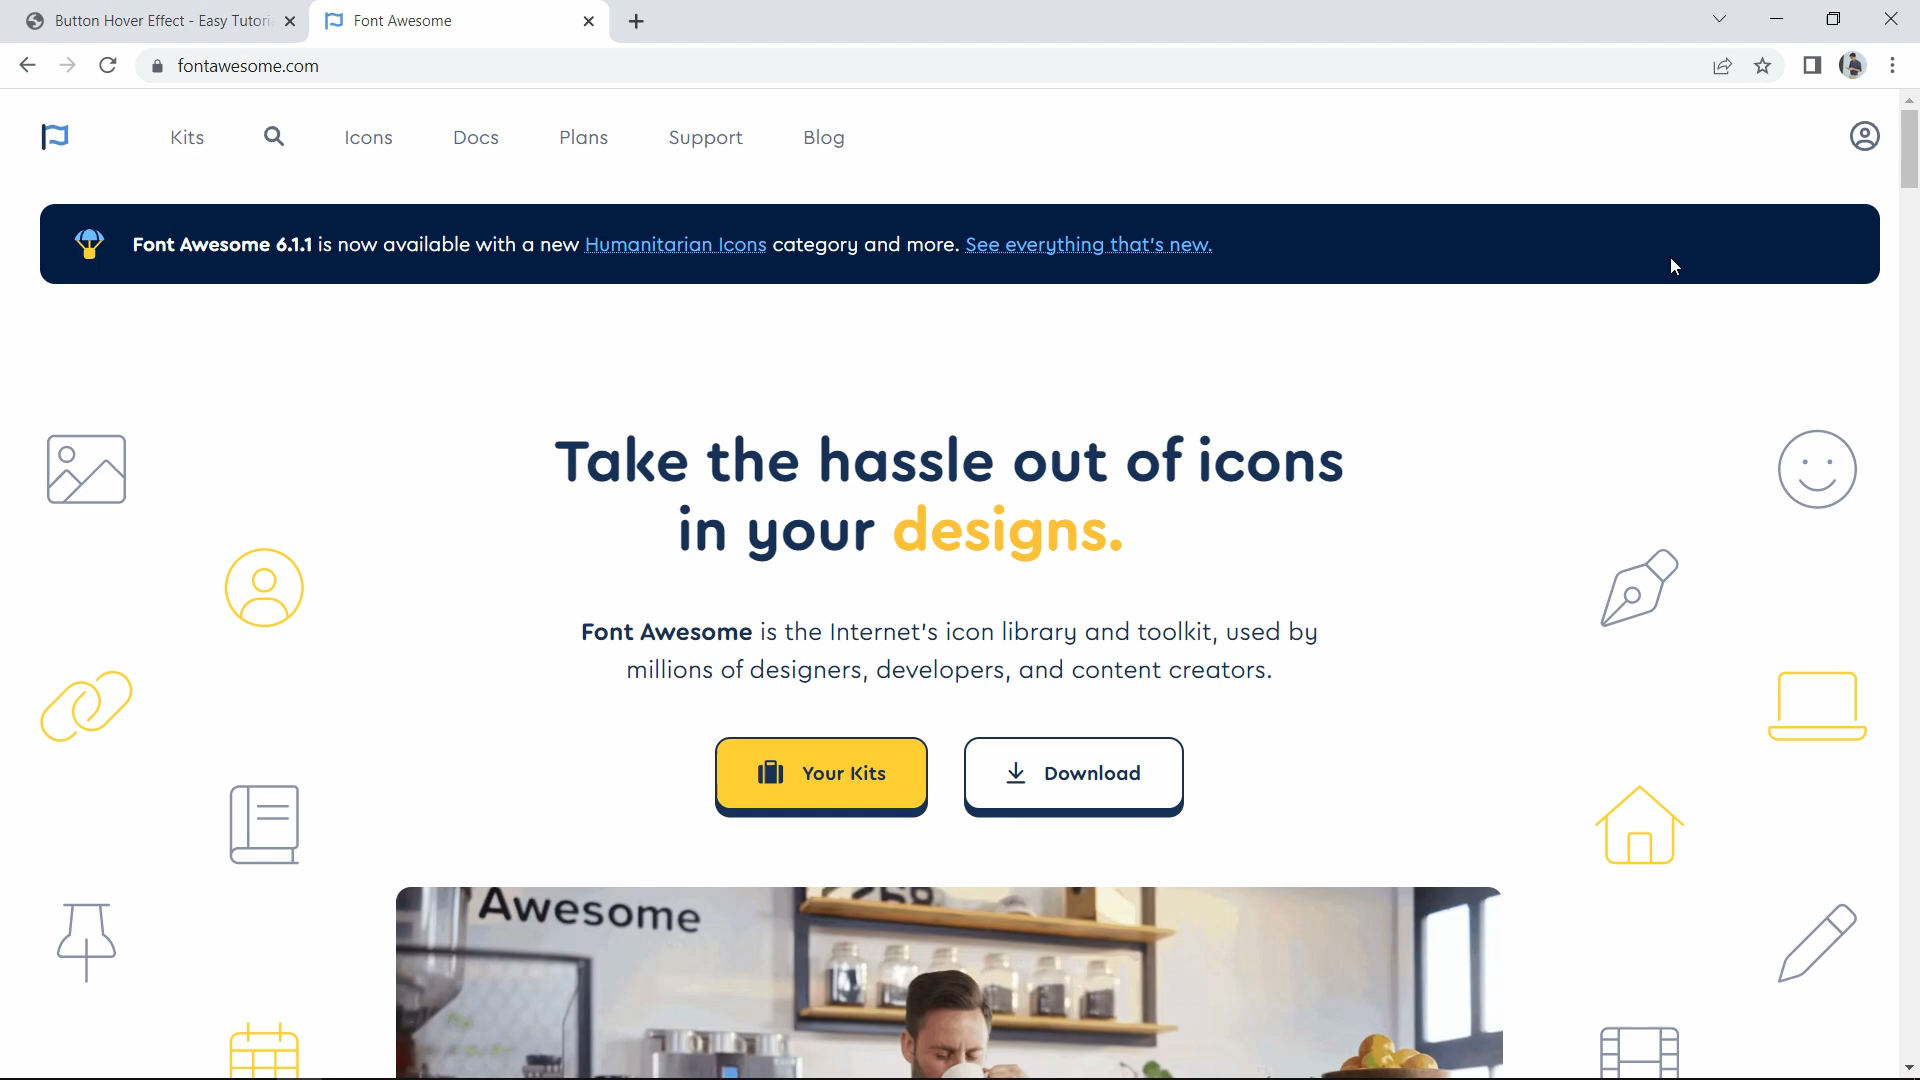 Button Hover Effect - Easy Tutori
Font Awesome
fontawesome.com
Kits
Icons
Docs
Plans
Support
Blog
Font Awesome 6.1.1 is now available with a new Humanitarian Icons category and more. See everything that's new.
Take the hassle out of icons
in your designs.
Font Awesome is the Internet's icon library and toolkit, used by
millions of designers, developers, and content creators.
Your Kits
Download
Awesome